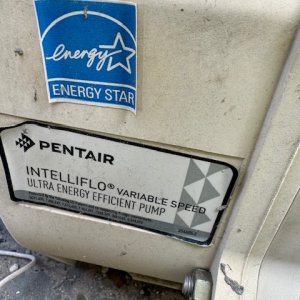 energy
ENERGY STAR
PENTAIR
INTELLIFLO® VARIABLE SPEED
ULTRA ENERGY EFFICIENT PUMP